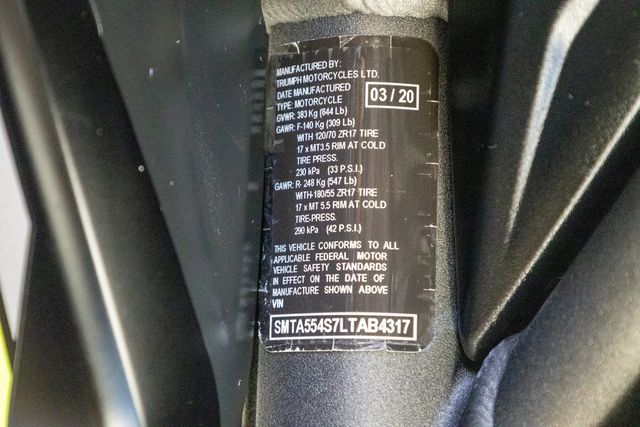 MANUFACTURED BY:
TRIUMPH MOTORCYCLES LTD.
DATE MANUFACTURED
TYPE: MOTORCYCLE
03 / 20
GVWR: 383 Kg (844 Lb)
GAWR: F-140 Kg (309 Lb)
WITH 120/70 ZR17 TIRE
17 x MT3.5 RIM AT COLD
TIRE PRESS.
230 kPa (33 P.S.I.)
GAWR: R- 248 Kg (547 Lb)
WITH-180/55 ZR17 TIRE
17 x MT 5.5 RIM AT COLD
TIRE-PRESS.
290 kPa (42 P.S.I.)
THIS VEHICLE CONFORMS TO ALL
APPLICABLE FEDERAL MOTOR
VEHICLE SAFETY STANDARDS
IN EFFECT ON THE DATE OF
MANUFACTURE SHOWN ABOVE
VIN
SMTA554S7LTAB4317